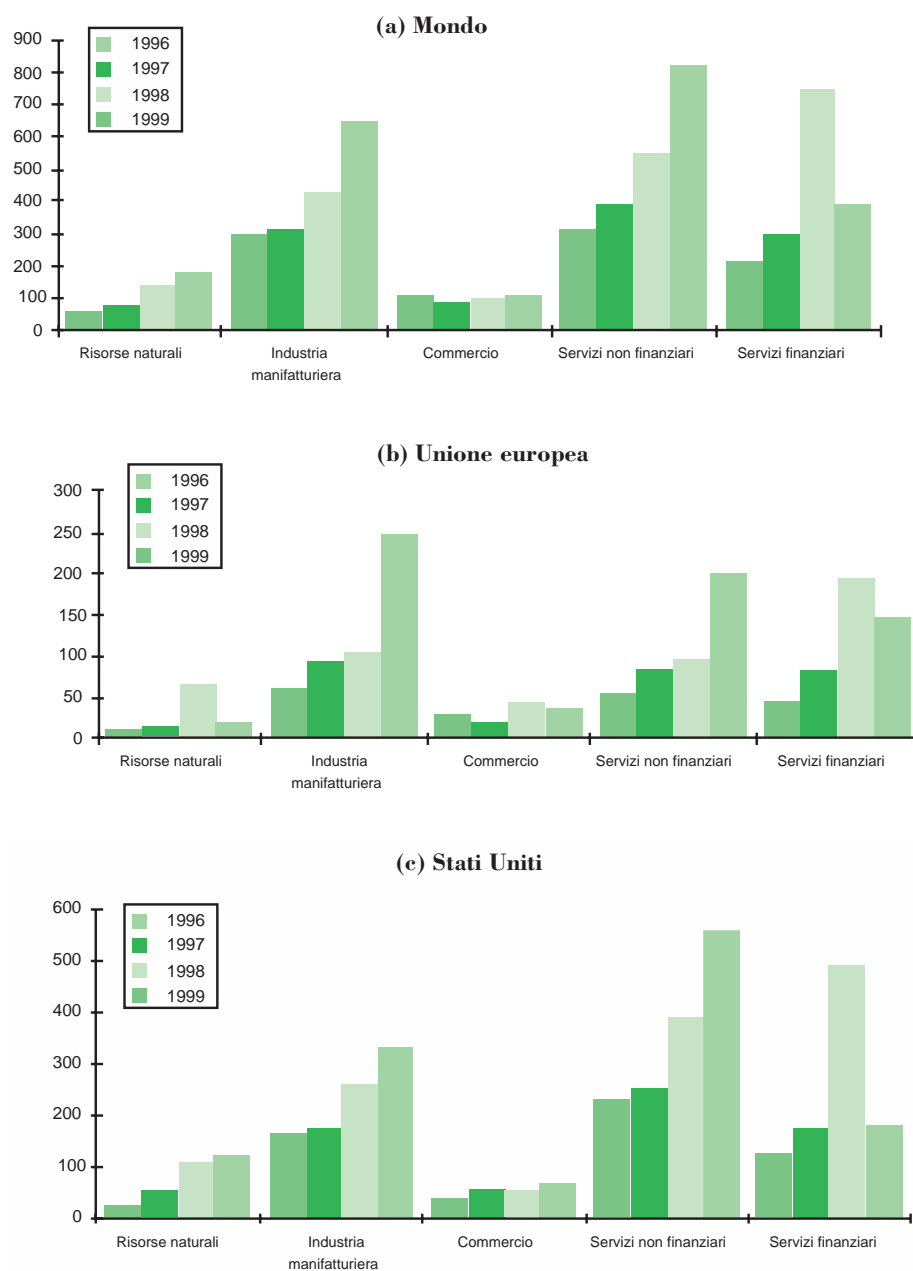 (a) Mondo
900
800
700
600
500
400
300
200
100
0
1996
1997
1998
1999
Risorse naturali
Industria
manifatturiera
Commercio
Servizi non finanziari
Servizi finanziari
(b) Unione europea
300
250
200
150
100
50
0
1996
1997
1998
1999
Risorse naturali
Industria
manifatturiera
Commercio
Servizi non finanziari
Servizi finanziari
(c) Stati Uniti
600
500
400
300
200
100
0
1996
1997
1998
1999
Risorse naturali
Industria
manifatturiera
Commercio
Servizi non finanziari
Servizi finanziari